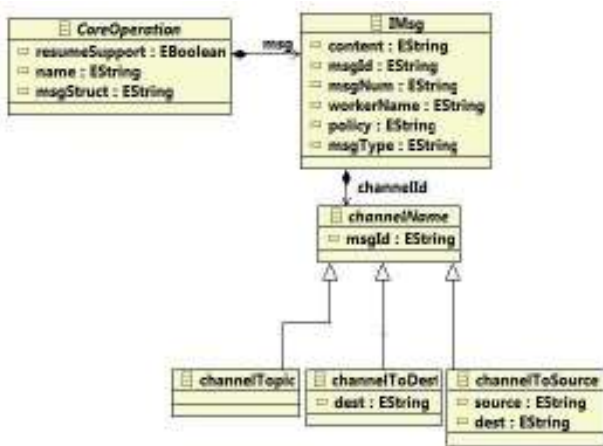 CoreOperation
resumeSupport : EBoolean
name : EString
msgStruct : EString
msg
IMsg
content : EString
msgId : EString
msgNum : EString
workerName : EString
policy : EString
msgType : EString
channelId
channelName
msgId : EString
channelTopic
channelToDest
dest : EString
channelToSource
source : EString
dest : EString